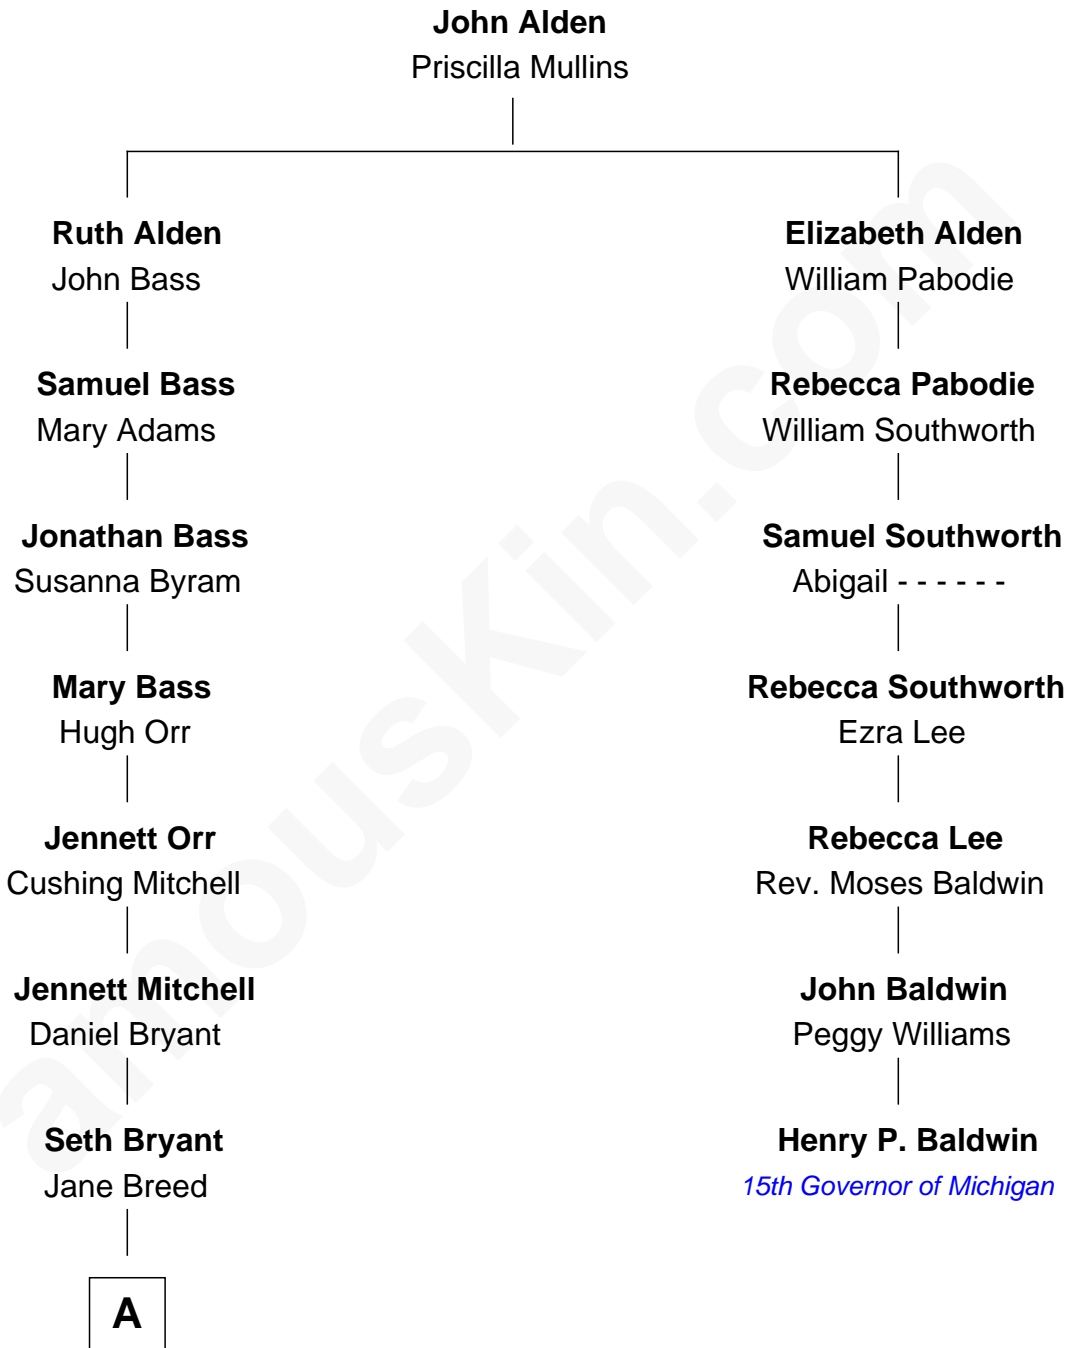 John Alden
Priscilla Mullins
Ruth Alden
John Bass
Samuel Bass
Mary Adams
Jonathan Bass
Susanna Byram
Mary Bass
Hugh Orr
Jennett Orr
Cushing Mitchell
Jennett Mitchell
Daniel Bryant
Seth Bryant
Jane Breed
A
Elizabeth Alden
William Pabodie
Rebecca Pabodie
William Southworth
Samuel Southworth
Abigail - - - - - -
Rebecca Southworth
Ezra Lee
Rebecca Lee
Rev. Moses Baldwin
John Baldwin
Peggy Williams
Henry P. Baldwin
15th Governor of Michigan
amousKin.com